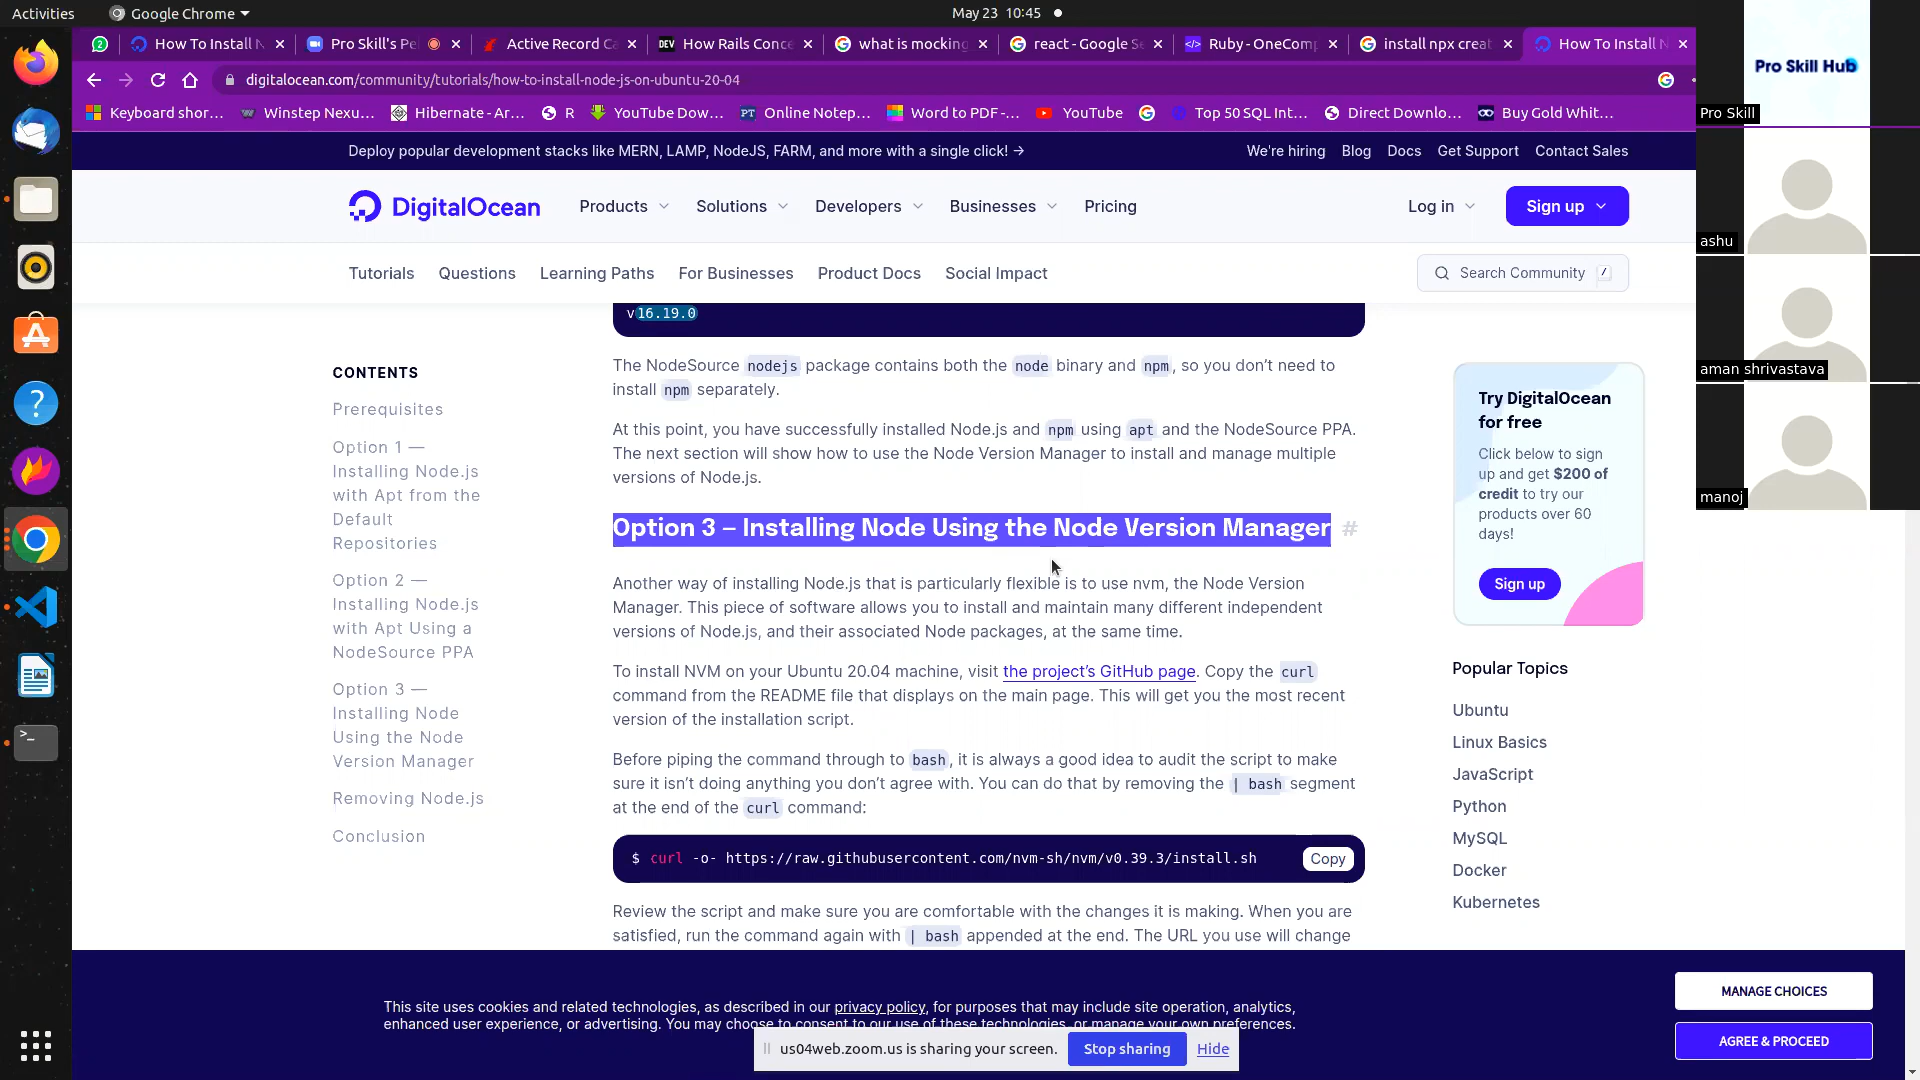 Activities
Google Chrome
May 23 10:45
2
How To Install N
Pro Skill's Pe
Active Record Ca
DEV How Rails Conce
what is mocking
react - Google Se
Ruby - OneComp
install npx creat
How To Install N
digitalocean.com/community/tutorials/how-to-install-node-js-on-ubuntu-20-04
Keyboard shor...
Winstep Nexu...
Hibernate - Ar...
R
YouTube Dow...
PT Online Notep...
Word to PDF -...
YouTube
Top 50 SQL Int...
Direct Downlo...
Buy Gold Whit...
Deploy popular development stacks like MERN, LAMP, NodeJS, FARM, and more with a single click! →
We're hiring Blog Docs Get Support Contact Sales
DigitalOcean
Products Solutions Developers Businesses Pricing
Log in
Sign up
Tutorials Questions Learning Paths For Businesses Product Docs Social Impact
Search Community /
CONTENTS
Prerequisites
Option 1 —
Installing Node.js
with Apt from the
Default
Repositories
Option 2 —
Installing Node.js
with Apt Using a
NodeSource PPA
Option 3 —
Installing Node
Using the Node
Version Manager
Removing Node.js
Conclusion
v16.19.0
The NodeSource nodejs package contains both the node binary and npm, so you don’t need to
install npm separately.
At this point, you have successfully installed Node.js and npm using apt and the NodeSource PPA.
The next section will show how to use the Node Version Manager to install and manage multiple
versions of Node.js.
Option 3 — Installing Node Using the Node Version Manager #
Another way of installing Node.js that is particularly flexible is to use nvm, the Node Version
Manager. This piece of software allows you to install and maintain many different independent
versions of Node.js, and their associated Node packages, at the same time.
To install NVM on your Ubuntu 20.04 machine, visit the project’s GitHub page. Copy the curl
command from the README file that displays on the main page. This will get you the most recent
version of the installation script.
Before piping the command through to bash, it is always a good idea to audit the script to make
sure it isn’t doing anything you don’t agree with. You can do that by removing the | bash segment
at the end of the curl command:
$ curl -o- https://raw.githubusercontent.com/nvm-sh/nvm/v0.39.3/install.sh
Copy
Review the script and make sure you are comfortable with the changes it is making. When you are
satisfied, run the command again with | bash appended at the end. The URL you use will change
Try DigitalOcean
for free
Click below to sign
up and get $200 of
credit to try our
products over 60
days!
Sign up
Popular Topics
Ubuntu
Linux Basics
JavaScript
Python
MySQL
Docker
Kubernetes
This site uses cookies and related technologies, as described in our privacy policy, for purposes that may include site operation, analytics,
enhanced user experience, or advertising. You may choose to consent to our use of these technologies, or manage your own preferences.
MANAGE CHOICES
AGREE & PROCEED
us04web.zoom.us is sharing your screen.
Stop sharing
Hide
Pro Skill Hub
Pro Skill
ashu
aman shrivastava
manoj